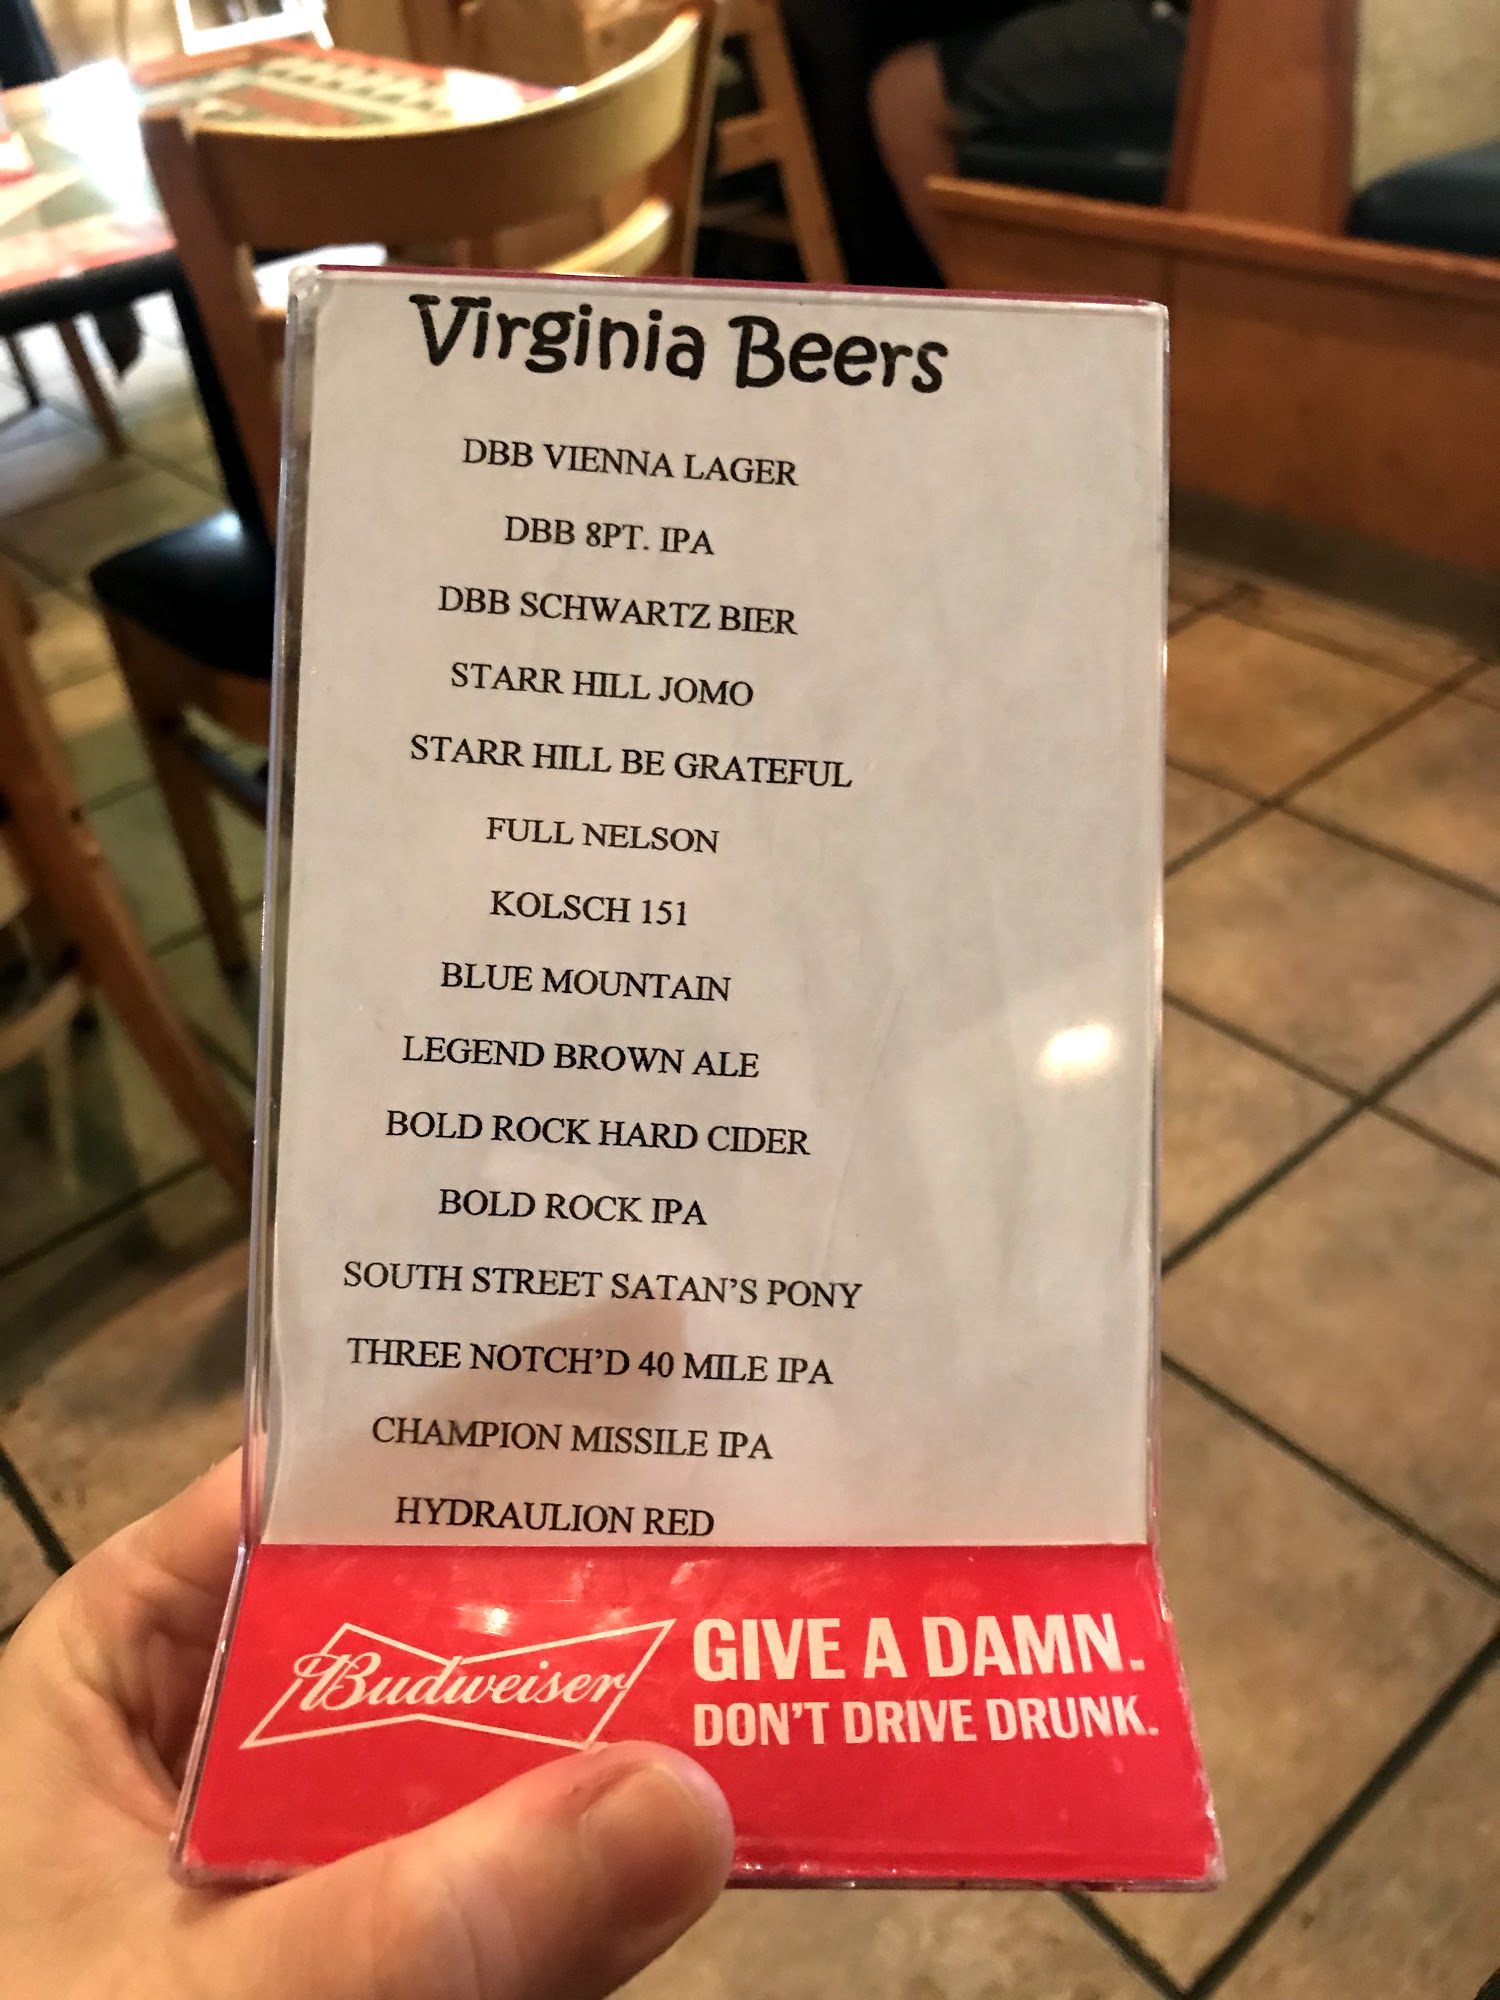 Virginia Beers
DBB VIENNA LAGER
DBB 8PT. IPA
DBB SCHWARTZ BIER
STARR HILL JOMO
STARR HILL BE GRATEFUL
FULL NELSON
KOLSCH 151
BLUE MOUNTAIN
LEGEND BROWN ALE
BOLD ROCK HARD CIDER
BOLD ROCK IPA
SOUTH STREET SATAN'S PONY
THREE NOTCH'D 40 MILE IPA
CHAMPION MISSILE IPA
HYDRAULION RED
Budweiser
GIVE A DAMN.
DON'T DRIVE DRUNK.